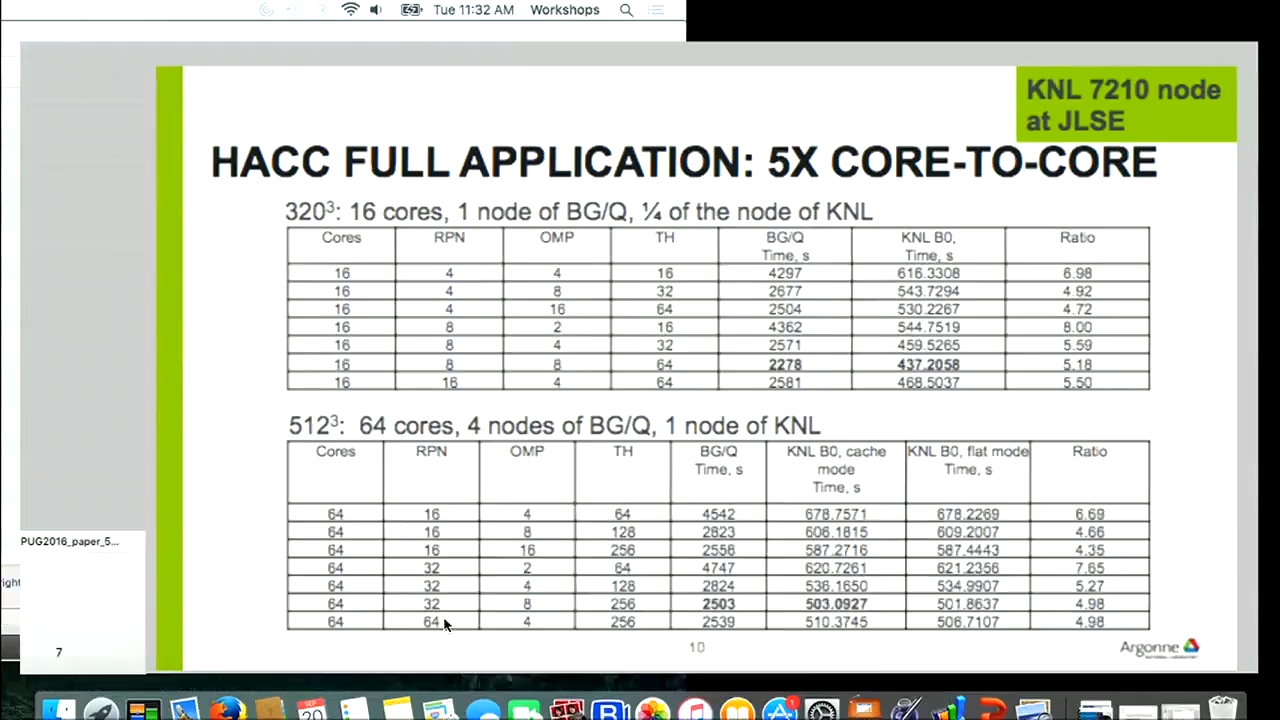 Tue 11:32 AM Workshops
KNL 7210 node
at JLSE
HACC FULL APPLICATION: 5X CORE-TO-CORE
320³: 16 cores, 1 node of BG/Q, ¼ of the node of KNL
Cores RPN OMP TH BG/Q Time, s KNL B0, Time, s Ratio
16 4 4 16 4297 616.3308 6.98
16 4 8 32 2677 543.7294 4.92
16 4 16 64 2504 530.2267 4.72
16 8 2 16 4362 544.7519 8.00
16 8 4 32 2571 459.5265 5.59
16 8 8 64 2278 437.2058 5.18
16 16 4 64 2581 468.5037 5.50
512³: 64 cores, 4 nodes of BG/Q, 1 node of KNL
Cores RPN OMP TH BG/Q Time, s KNL B0, cache mode Time, s KNL B0, flat mode Time, s Ratio
64 16 4 64 4542 678.7571 678.2269 6.69
64 16 8 128 2823 606.1815 609.2007 4.66
64 16 16 256 2558 587.2716 587.4443 4.35
64 32 2 64 4747 620.7261 621.2356 7.65
64 32 4 128 2824 536.1650 534.9907 5.27
64 32 8 256 2503 503.0927 501.8637 4.98
64 64 4 256 2539 510.3745 506.7107 4.98
10
Argonne
PUG2016_paper_5...
7